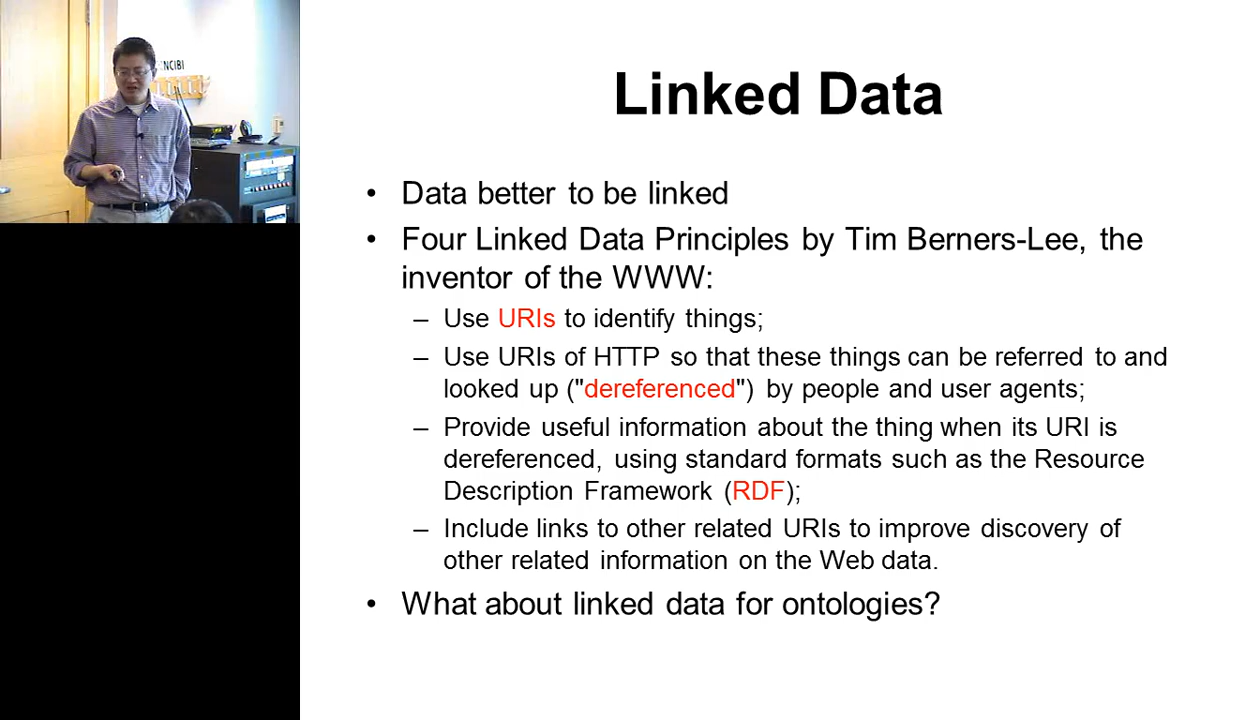 NCIBI
Linked Data
• Data better to be linked
• Four Linked Data Principles by Tim Berners-Lee, the
inventor of the WWW:
– Use URIs to identify things;
– Use URIs of HTTP so that these things can be referred to and
looked up ("dereferenced") by people and user agents;
– Provide useful information about the thing when its URI is
dereferenced, using standard formats such as the Resource
Description Framework (RDF);
– Include links to other related URIs to improve discovery of
other related information on the Web data.
• What about linked data for ontologies?